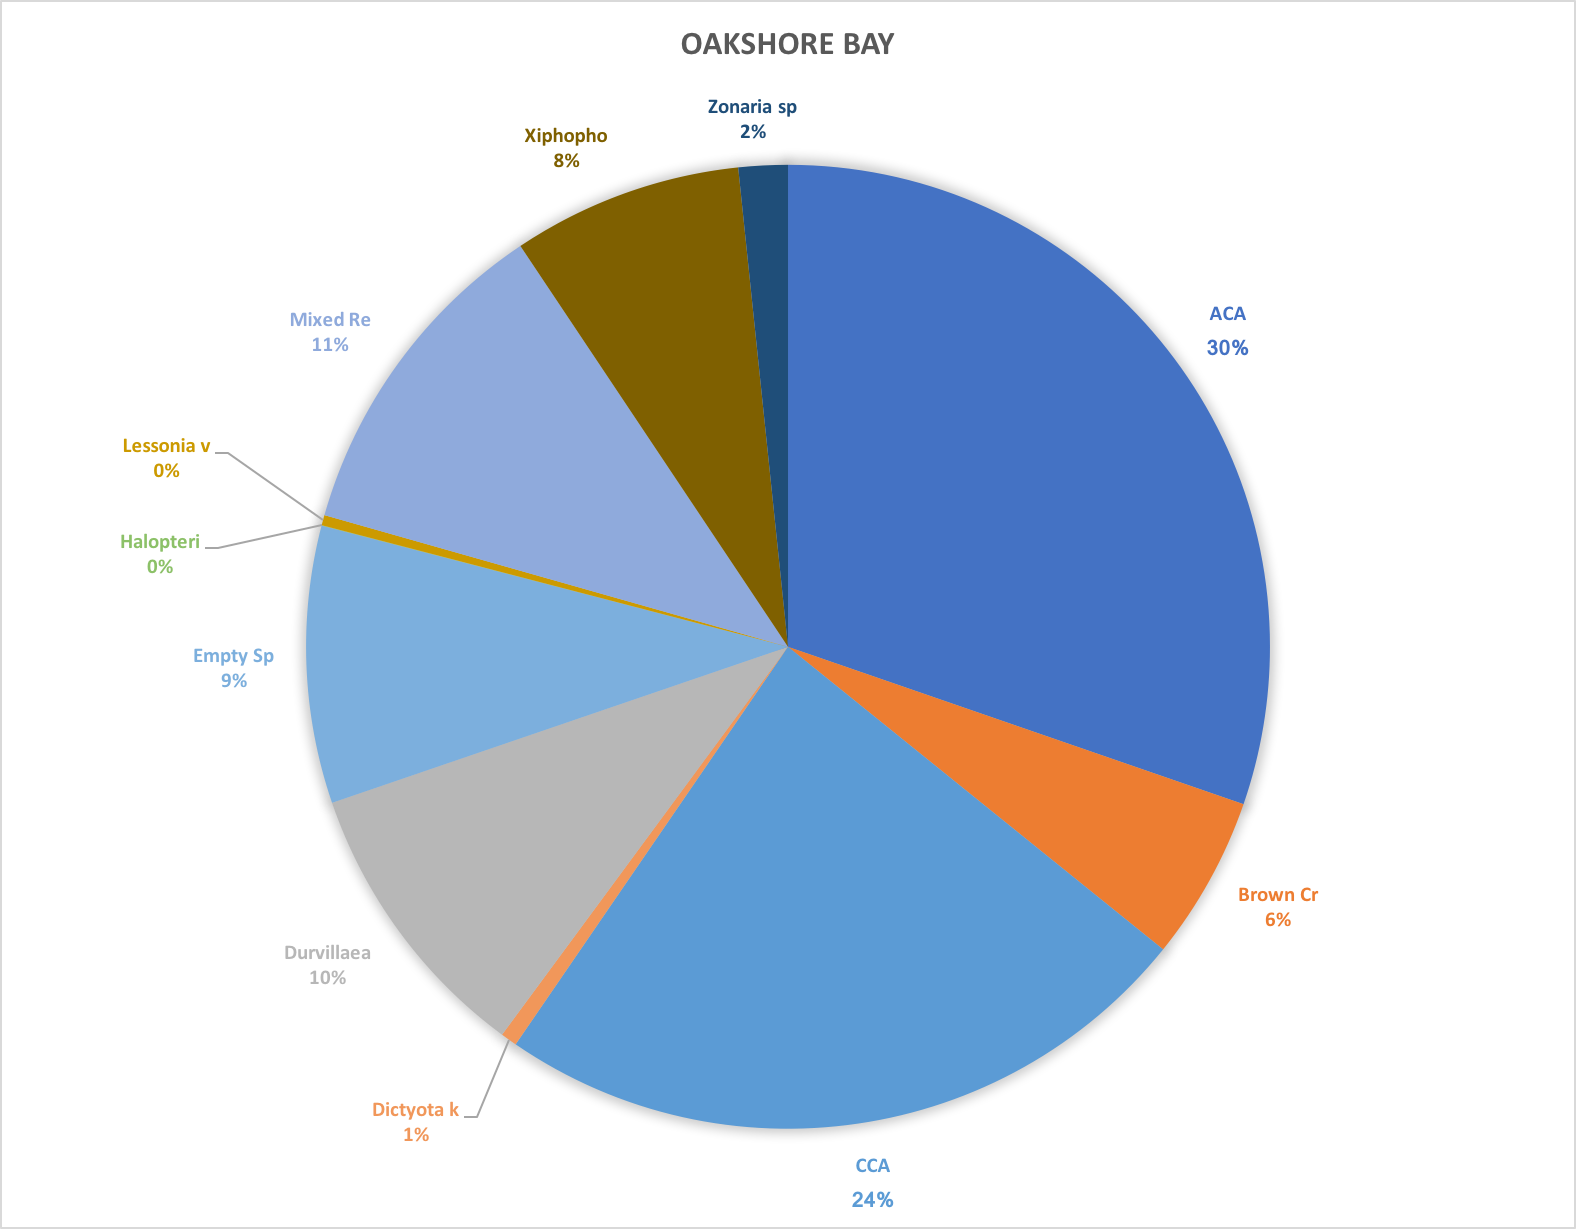 OAKSHORE BAY
Zonaria sp
2%
Xiphopho
8%
ACA
30%
Mixed Re
11%
Lessonia v
0%
Halopteri
0%
Empty Sp
9%
Brown Cr
6%
Durvillaea
10%
Dictyota k
1%
CCA
24%